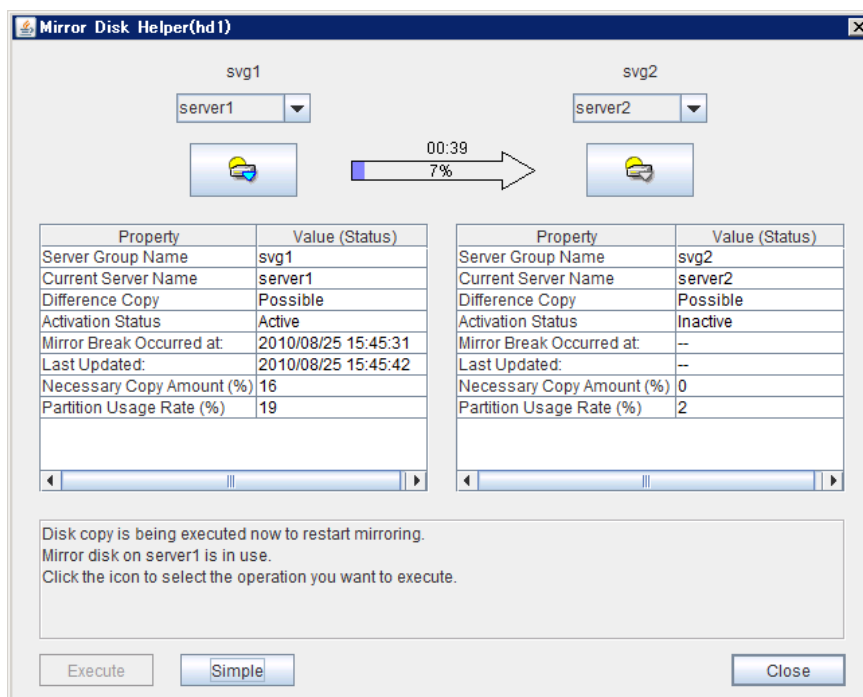 Mirror Disk Helper(hd1)
svg1
svg2
server1
server2
00:39
7%
Property Value (Status)
Server Group Name svg1
Current Server Name server1
Difference Copy Possible
Activation Status Active
Mirror Break Occurred at: 2010/08/25 15:45:31
Last Updated: 2010/08/25 15:45:42
Necessary Copy Amount (%) 16
Partition Usage Rate (%) 19
Property Value (Status)
Server Group Name svg2
Current Server Name server2
Difference Copy Possible
Activation Status Inactive
Mirror Break Occurred at: --
Last Updated: --
Necessary Copy Amount (%) 0
Partition Usage Rate (%) 2
Disk copy is being executed now to restart mirroring.
Mirror disk on server1 is in use.
Click the icon to select the operation you want to execute.
Execute
Simple
Close